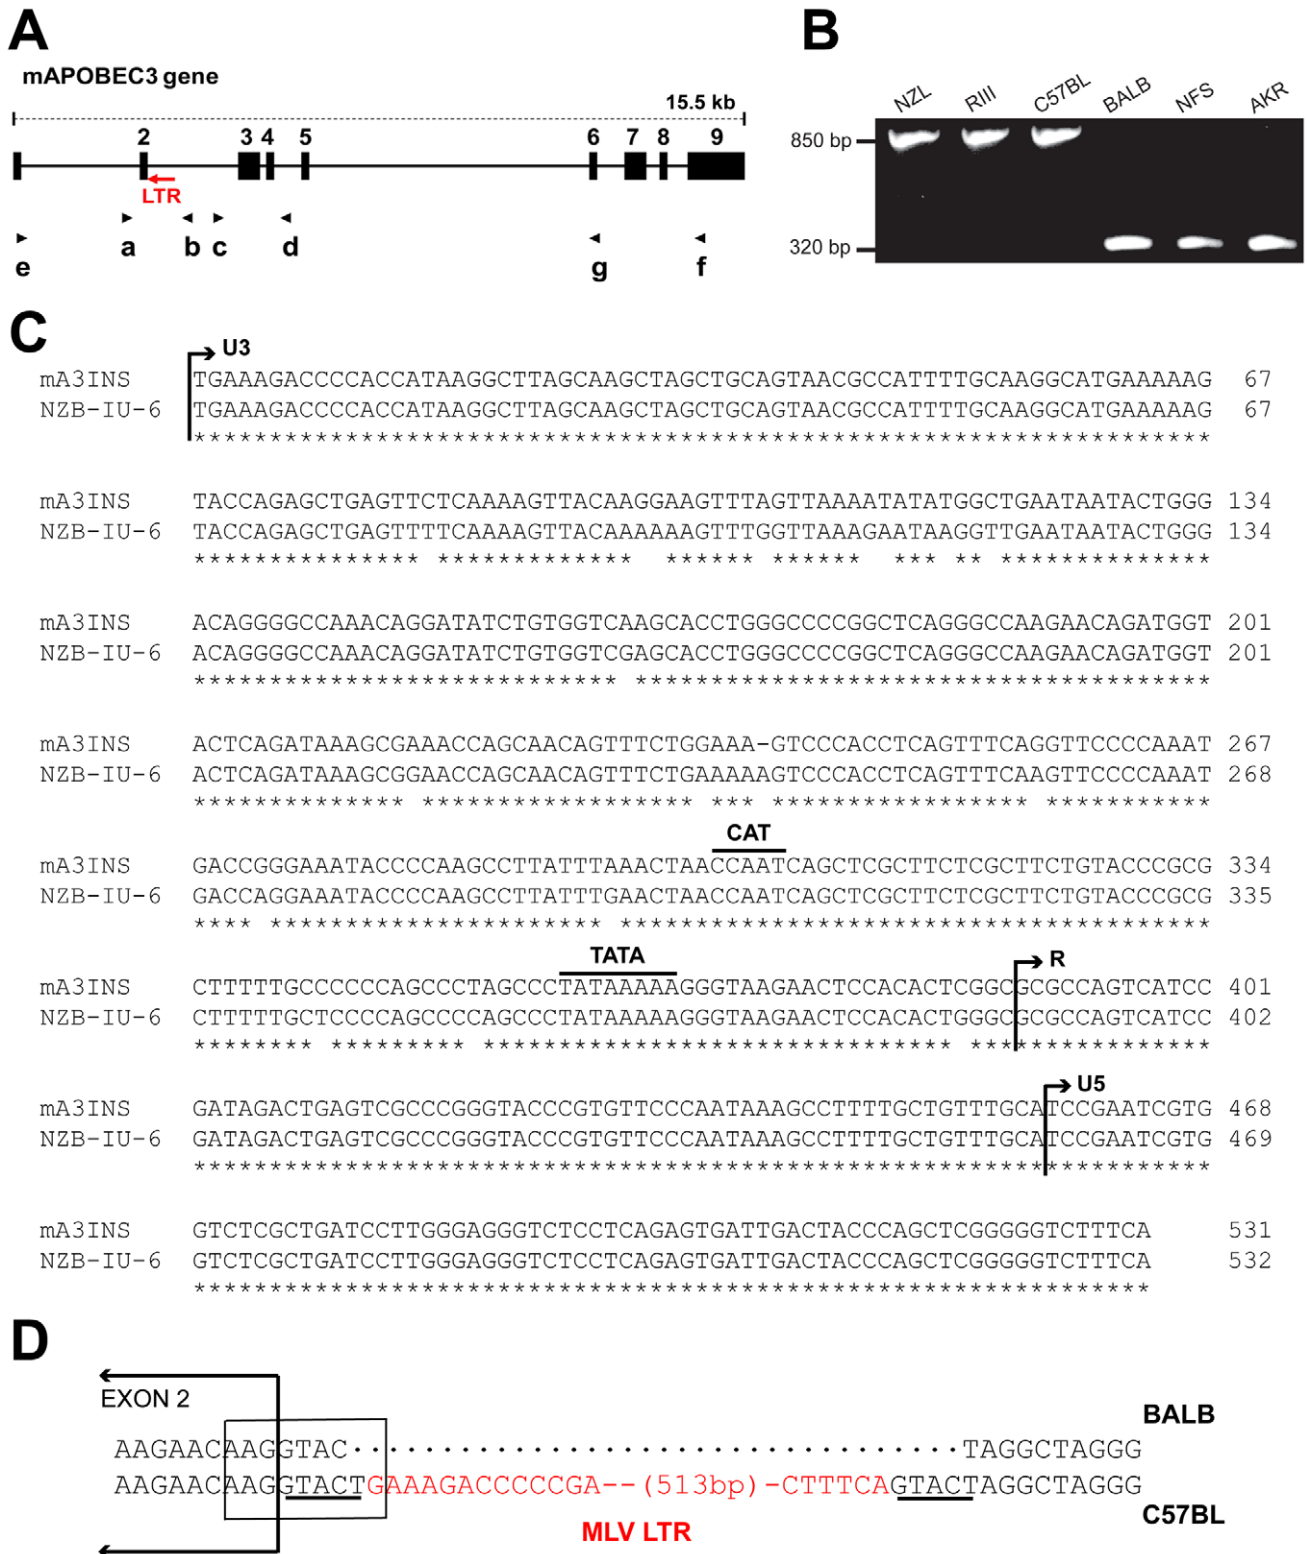 A
mAPOBEC3 gene
15.5 kb
2 3 4 5 6 7 8 9
LTR
a b c d
e g f
B
NZL RIII C57BL BALB NFS AKR
850 bp
320 bp
C
U3
mA3INS TGAAAGACCCCACCATAAGGCTTAGCAAGCTAGCTGCAGTAACGCCATTTTGCAAGGCATGAAAAAG 67
NZB-IU-6 TGAAAGACCCCACCATAAGGCTTAGCAAGCTAGCTGCAGTAACGCCATTTTGCAAGGCATGAAAAAG 67
*******************************************************************
mA3INS TACCAGAGCTGAGTTCTCAAAAGTTACAAGGAAGTTTAGTTAAAATATATGGCTGAATAATACTGGG 134
NZB-IU-6 TACCAGAGCTGAGTTTTCAAAAGTTACAAAAAAGTTTGGTTAAAGAATAAGGTTGAATAATACTGGG 134
*************** *************  ****** ******  *** ** **************
mA3INS ACAGGGGCCAAACAGGATATCTGTGGTCAAGCACCTGGGCCCCGGCTCAGGGCCAAGAACAGATGGT 201
NZB-IU-6 ACAGGGGCCAAACAGGATATCTGTGGTCGAGCACCTGGGCCCCGGCTCAGGGCCAAGAACAGATGGT 201
**************************** **************************************
mA3INS ACTCAGATAAAGCGAAACCAGCAACAGTTTCTGGAAA-GTCCCACCTCAGTTTCAGGTTCCCCAAAT 267
NZB-IU-6 ACTCAGATAAAGCGGAACCAGCAACAGTTTCTGAAAAAGTCCCACCTCAGTTTCAAGTTCCCCAAAT 268
************** ****************** *** ***************** ***********
CAT
mA3INS GACCGGGAAATACCCCAAGCCTTATTTAAACTAACCAATCAGCTCGCTTCTCGCTTCTGTACCCGCG 334
NZB-IU-6 GACCAGGAAATACCCCAAGCCTTATTTGAACTAACCAATCAGCTCGCTTCTCGCTTCTGTACCCGCG 335
**** ********************** ***************************************
TATA
R
mA3INS CTTTTTGCCCCCCAGCCCTAGCCCTATAAAAAGGGTAAGAACTCCACACTCGGCGCGCCAGTCATCC 401
NZB-IU-6 CTTTTTGCTCCCCAGCCCCAGCCCTATAAAAAGGGTAAGAACTCCACACTGGGCGCGCCAGTCATCC 402
******** ********* ******************************* ****************
U5
mA3INS GATAGACTGAGTCGCCCGGGTACCCGTGTTCCCAATAAAGCCTTTTGCTGTTTGCATCCGAATCGTG 468
NZB-IU-6 GATAGACTGAGTCGCCCGGGTACCCGTGTTCCCAATAAAGCCTTTTGCTGTTTGCATCCGAATCGTG 469
*******************************************************************
mA3INS GTCTCGCTGATCCTTGGGAGGGTCTCCTCAGAGTGATTGACTACCCAGCTCGGGGGTCTTTCA 531
NZB-IU-6 GTCTCGCTGATCCTTGGGAGGGTCTCCTCAGAGTGATTGACTACCCAGCTCGGGGGTCTTTCA 532
***************************************************************
D
EXON 2
BALB
AAGAACAAGGTAC··································TAGGCTAGGG
AAGAACAAGGTACTGAAAGACCCCCGA--(513bp)-CTTTCAGTACTAGGCTAGGG
C57BL
MLV LTR